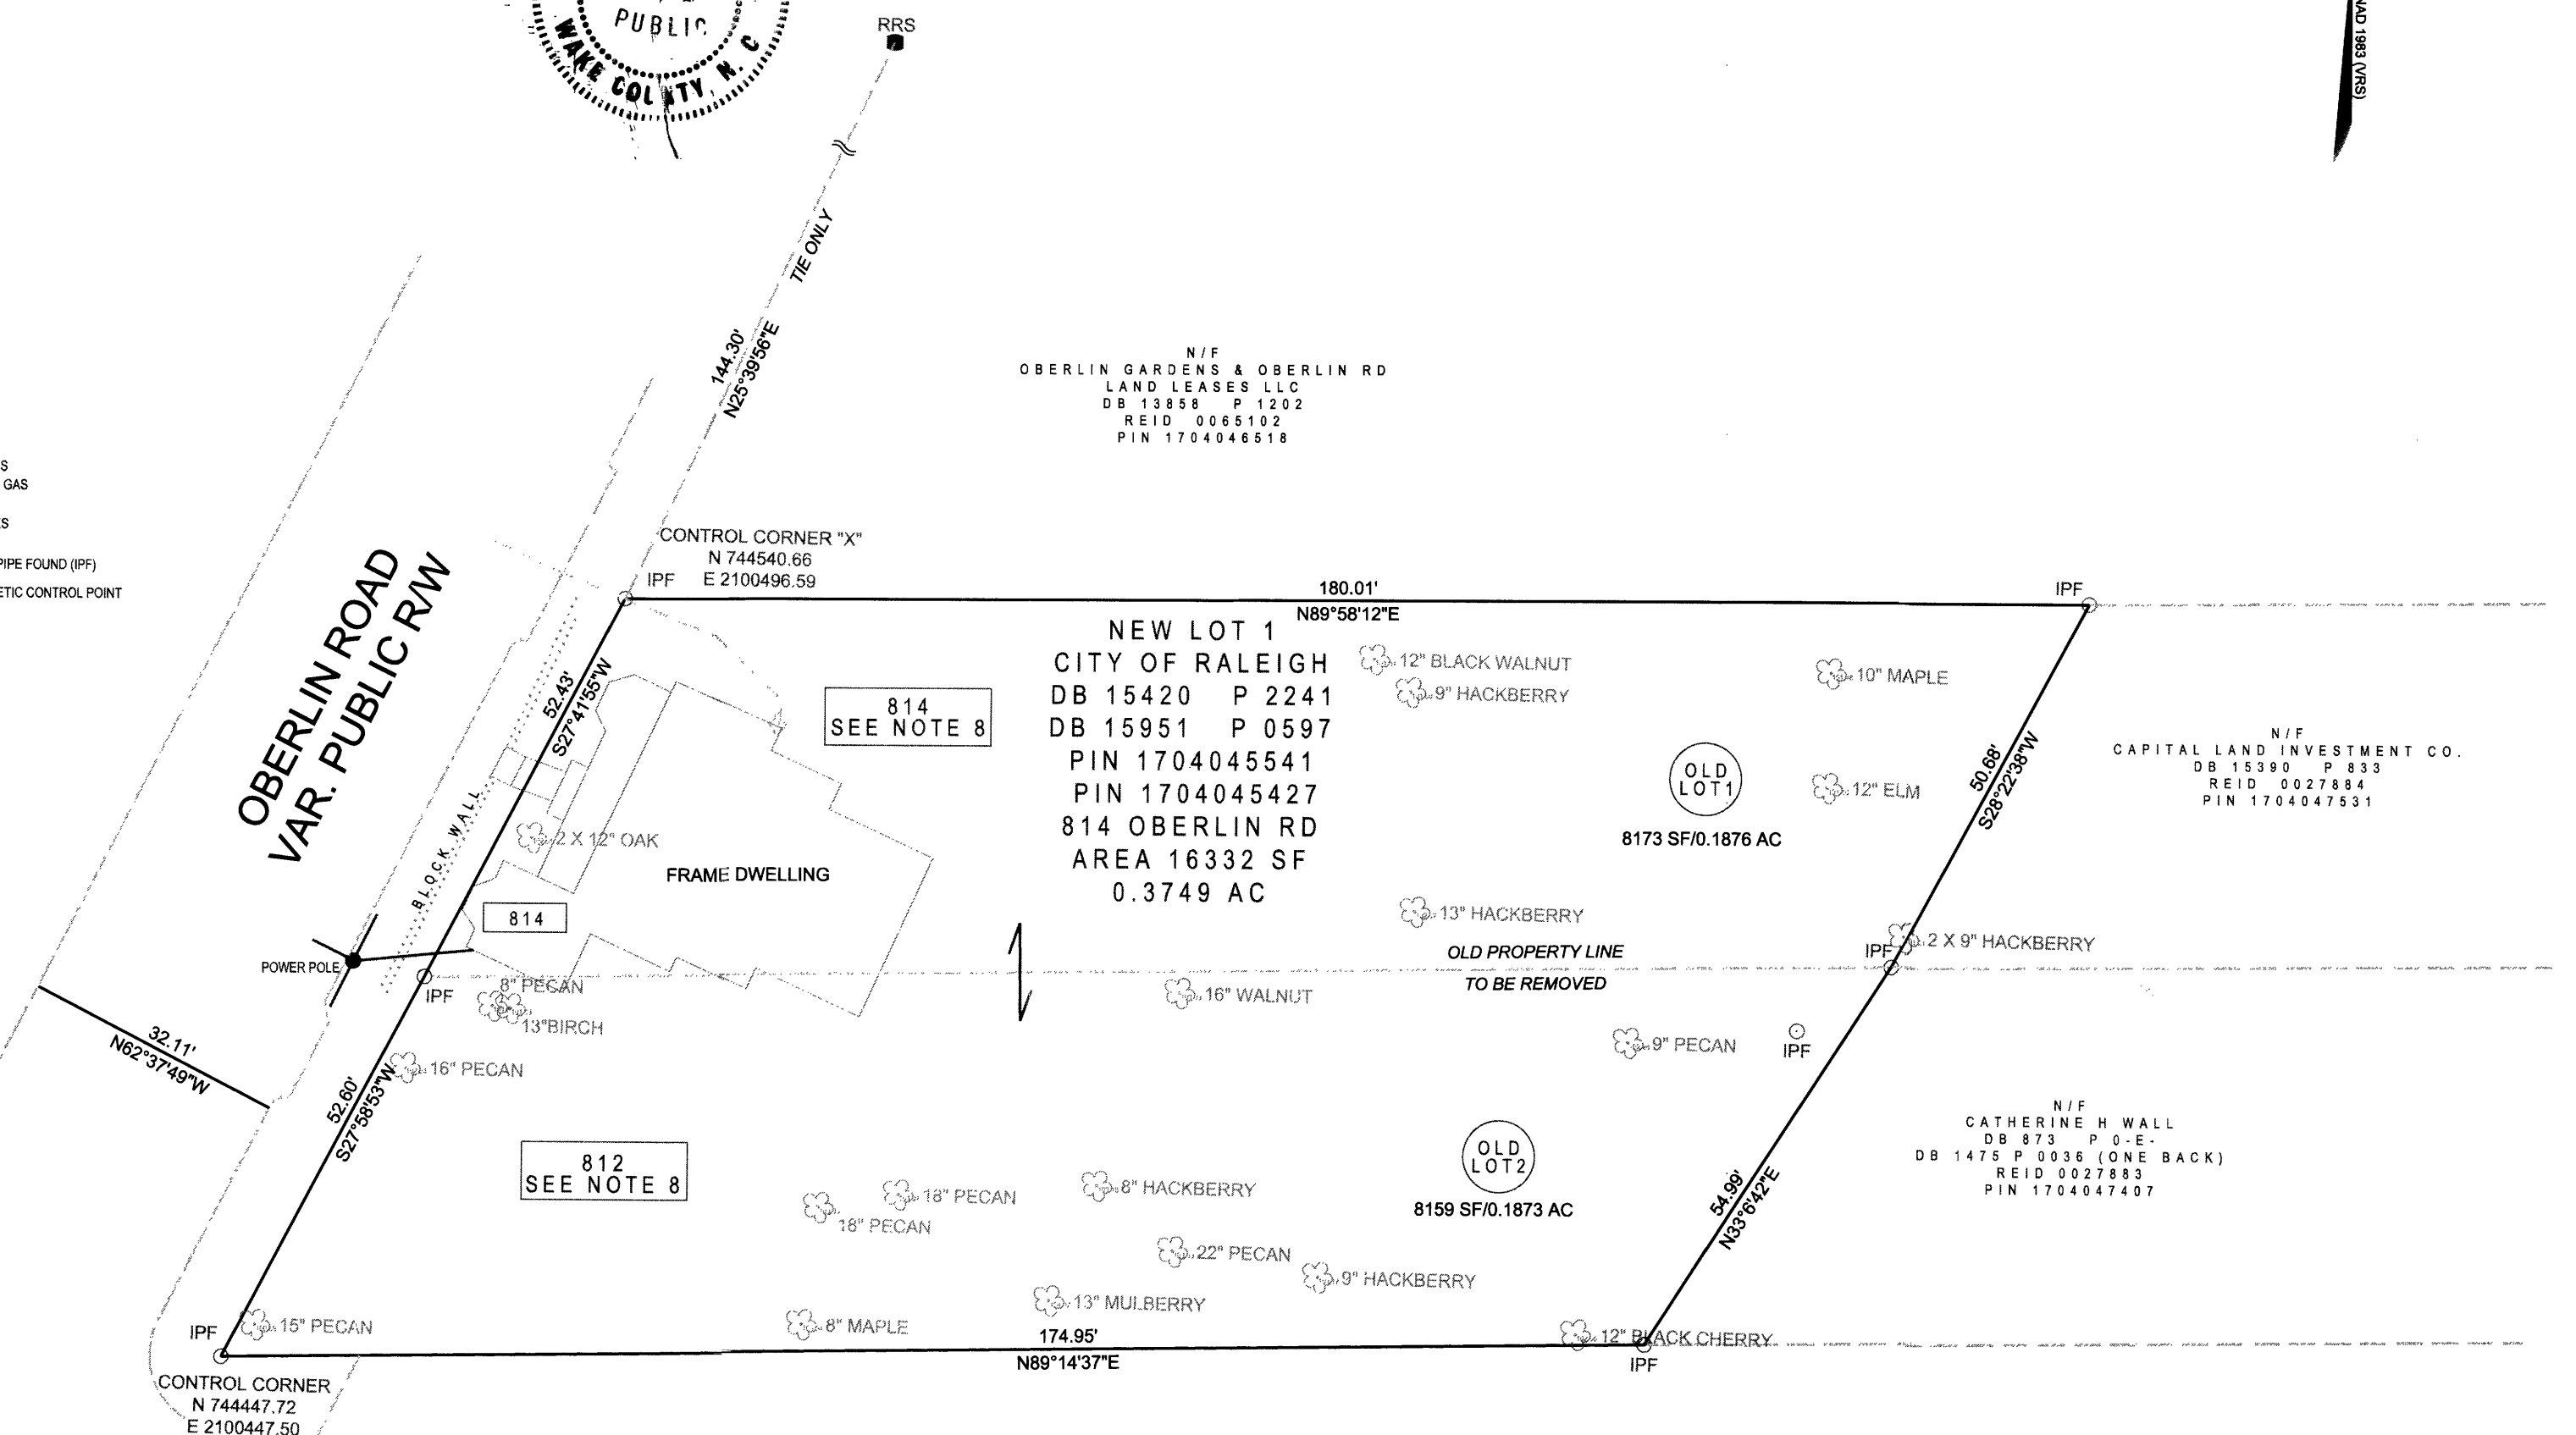 PUBLIC
WAKE COUNTY, N. C
RRS
NAD 1983 (VRS)
TIE ONLY
144.30'
N25°39'56"E
N/F
OBERLIN GARDENS & OBERLIN RD
LAND LEASES LLC
DB 13858 P 1202
REID 0065102
PIN 1704046518
S
GAS
S
PIPE FOUND (IPF)
ETIC CONTROL POINT
OBERLIN ROAD
VAR. PUBLIC R/W
CONTROL CORNER "X"
N 744540.66
E 2100496.59
IPF
180.01'
N89°58'12"E
IPF
52.43'
S27°41'55"W
NEW LOT 1
CITY OF RALEIGH
DB 15420 P 2241
DB 15951 P 0597
PIN 1704045541
PIN 1704045427
814 OBERLIN RD
AREA 16332 SF
0.3749 AC
814
SEE NOTE 8
12" BLACK WALNUT
9" HACKBERRY
10" MAPLE
OLD
LOT1
8173 SF/0.1876 AC
12" ELM
50.68'
S28°22'38"W
N/F
CAPITAL LAND INVESTMENT CO.
DB 15390 P 833
REID 0027884
PIN 1704047531
BLOCK WALL
2 X 12" OAK
FRAME DWELLING
814
13" HACKBERRY
OLD PROPERTY LINE
TO BE REMOVED
IPF
2 X 9" HACKBERRY
POWER POLE
IPF
8" PECAN
13"BIRCH
16" WALNUT
9" PECAN
IPF
32.11'
N62°37'49"W
16" PECAN
52.60'
S27°58'53"W
812
SEE NOTE 8
18" PECAN
18" PECAN
8" HACKBERRY
OLD
LOT2
8159 SF/0.1873 AC
54.99'
N33°6'42"E
N/F
CATHERINE H WALL
DB 873 P 0-E-
DB 1475 P 0036 (ONE BACK)
REID 0027883
PIN 1704047407
22" PECAN
9" HACKBERRY
13" MULBERRY
IPF
15" PECAN
8" MAPLE
174.95'
N89°14'37"E
12" BLACK CHERRY
IPF
CONTROL CORNER
N 744447.72
E 2100447.50